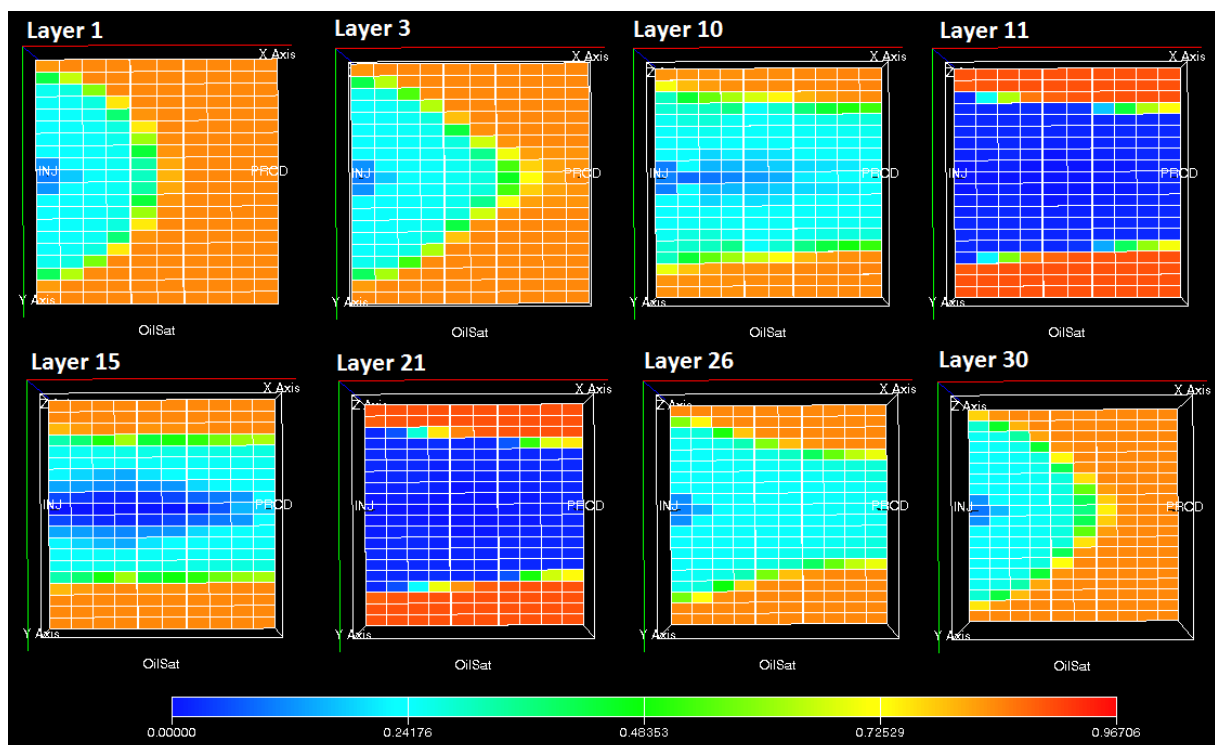 Layer 1
X Axis
INJ
PROD
Y Axis
OilSat
Layer 3
X Axis
INJ
PROD
Y Axis
OilSat
Layer 10
X Axis
Z Axis
INJ
PROD
Y Axis
OilSat
Layer 11
X Axis
Z Axis
INJ
PROD
Y Axis
OilSat
Layer 15
X Axis
Z Axis
INJ
PROD
Y Axis
OilSat
Layer 21
X Axis
Z Axis
INJ
PROD
Y Axis
OilSat
Layer 26
X Axis
Z Axis
INJ
PROD
Y Axis
OilSat
Layer 30
X Axis
Z Axis
INJ
PROD
Y Axis
OilSat
0.00000 0.24176 0.48353 0.72529 0.96706